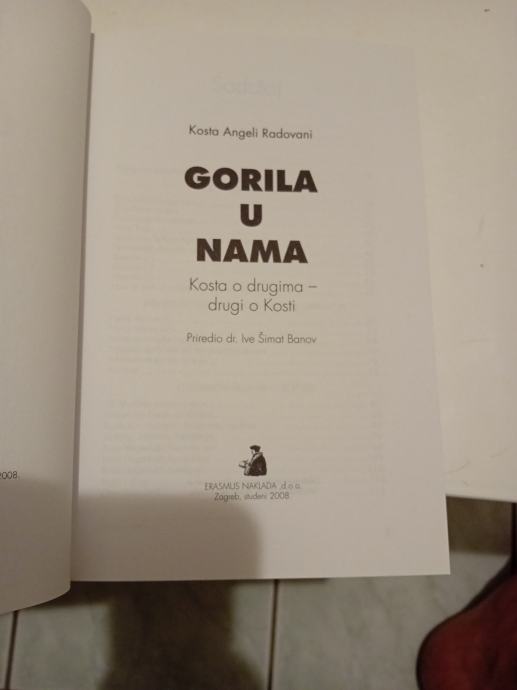 Kosta Angeli Radovani
GORILA
U
NAMA
Kosta o drugima –
drugi o Kosti
Priredio dr. Ive Šimat Banov
ERASMUS NAKLADA d.o.o.
Zagreb, studeni 2008.
2008.